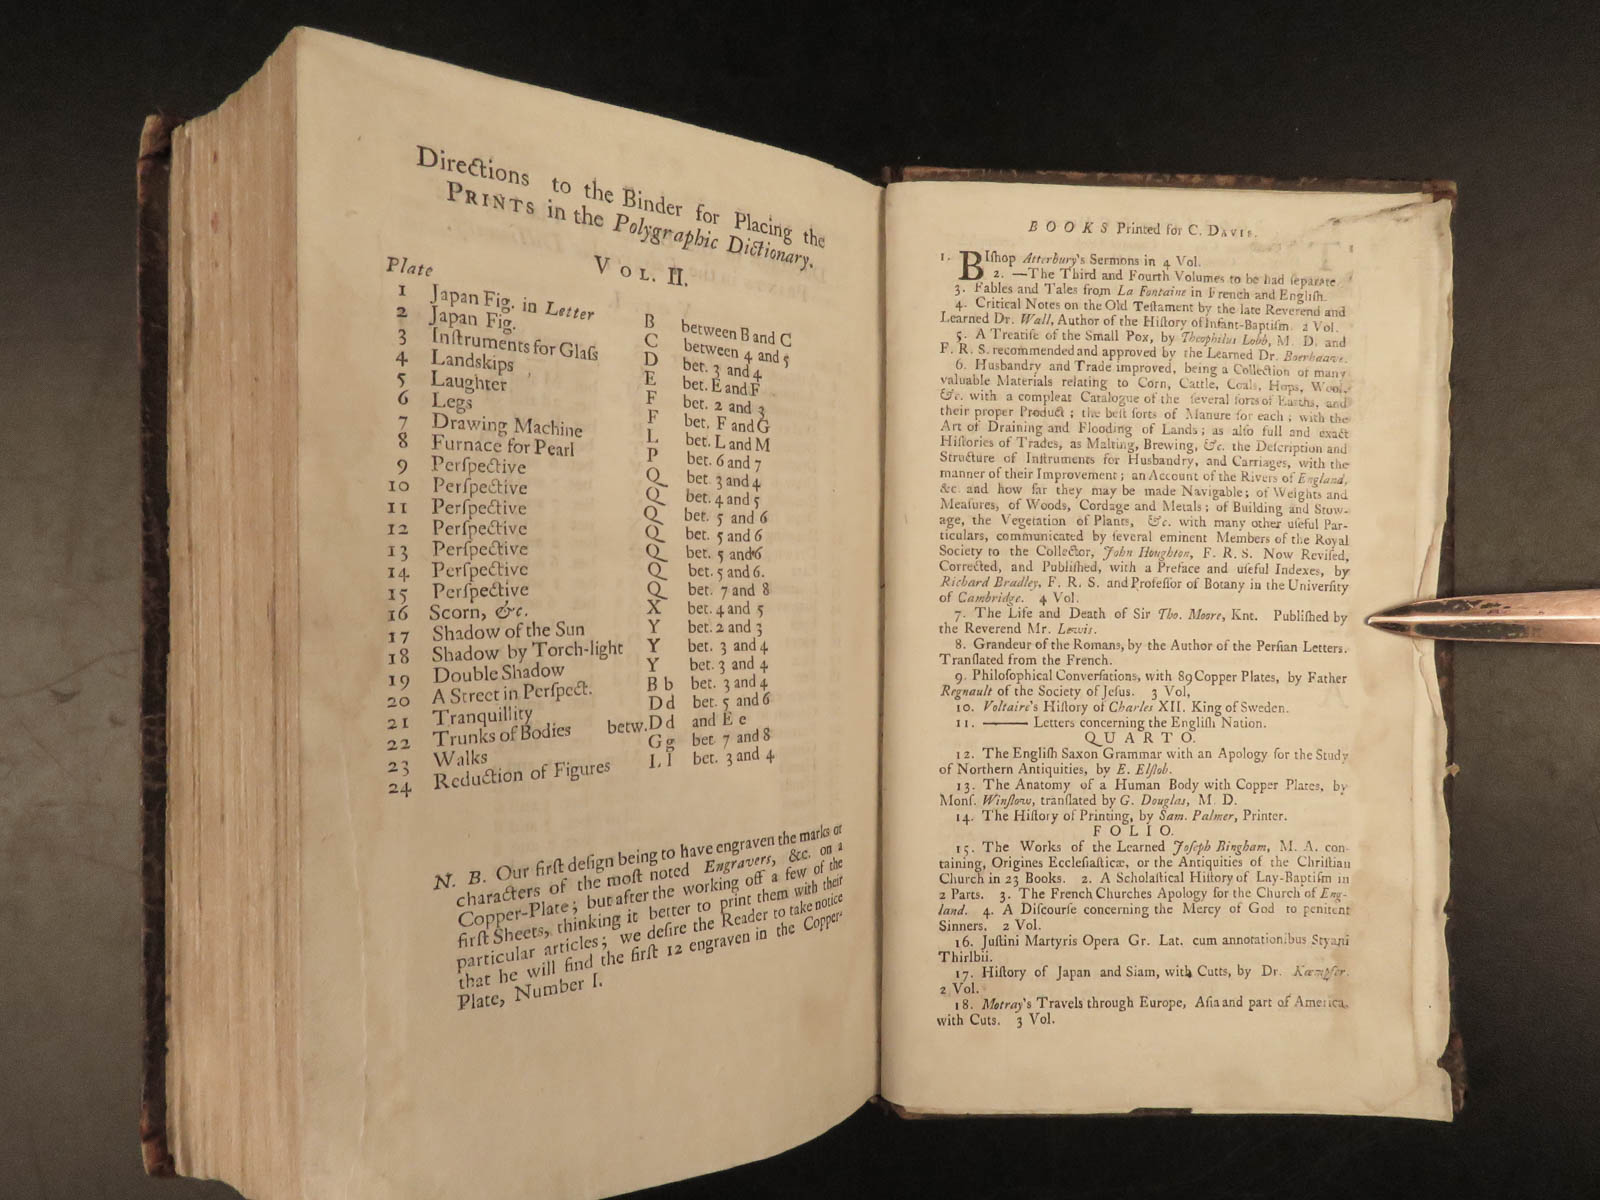 Directions to the Binder for Placing the
PRINTS in the Polygraphic Dictionary.
VOL. II.
Plate
1 Japan Fig. in Letter B between B and C
2 Japan Fig. C between 4 and 5
3 Inſtruments for Glaſs D bet. 3 and 4
4 Landskips E bet. E and F
5 Laughter F bet. 2 and 3
6 Legs F bet. F and G
7 Drawing Machine L bet. L and M
8 Furnace for Pearl P bet. 6 and 7
9 Perſpective Q bet. 3 and 4
10 Perſpective Q bet. 4 and 5
11 Perſpective Q bet. 5 and 6
12 Perſpective Q bet. 5 and 6
13 Perſpective Q bet. 5 and 6
14 Perſpective Q bet. 5 and 6.
15 Perſpective Q bet. 7 and 8
16 Scorn, &c. X bet. 4 and 5
17 Shadow of the Sun Y bet. 2 and 3
18 Shadow by Torch-light Y bet. 3 and 4
19 Double Shadow Y bet. 3 and 4
20 A Street in Perſpect. B b bet. 3 and 4
21 Tranquillity D d bet. 5 and 6
22 Trunks of Bodies betw. D d and E e
23 Walks G g bet. 7 and 8
24 Reduction of Figures L l bet. 3 and 4
N. B. Our firſt deſign being to have engraven the marks or
characters of the moſt noted Engravers, &c. on a
Copper-Plate; but after the working off a few of the
firſt Sheets, thinking it better to print them with their
particular articles; we deſire the Reader to take notice
that he will find the firſt 12 engraven in the Copper-
Plate, Number I.
BOOKS Printed for C. DAVIS.
1. BIſhop Atterbury's Sermons in 4 Vol.
2. —The Third and Fourth Volumes to be had ſeparate
3. Fables and Tales from La Fontaine in French and Engliſh.
4. Critical Notes on the Old Teſtament by the late Reverend and
Learned Dr. Wall, Author of the Hiſtory of Infant-Baptiſm. 2 Vol.
5. A Treatiſe of the Small Pox, by Theophilus Lobb, M. D. and
F. R. S. recommended and approved by the Learned Dr. Boerhaave.
6. Husbandry and Trade improved, being a Collection of many
valuable Materials relating to Corn, Cattle, Coals, Hops, Wool,
&c. with a compleat Catalogue of the ſeveral ſorts of Earths, and
their proper Product; the beſt ſorts of Manure for each; with the
Art of Draining and Flooding of Lands; as alſo full and exact
Hiſtories of Trades, as Malting, Brewing, &c. the Deſcription and
Structure of Inſtruments for Husbandry, and Carriages, with the
manner of their Improvement; an Account of the Rivers of England,
&c. and how far they may be made Navigable; of Weights and
Meaſures, of Woods, Cordage and Metals; of Building and Stow-
age, the Vegetation of Plants, &c. with many other uſeful Par-
ticulars, communicated by ſeveral eminent Members of the Royal
Society to the Collector, John Houghton, F. R. S. Now Reviſed,
Corrected, and Publiſhed, with a Preface and uſeful Indexes, by
Richard Bradley, F. R. S. and Profeſſor of Botany in the Univerſity
of Cambridge. 4 Vol.
7. The Life and Death of Sir Tho. Moore, Knt. Publiſhed by
the Reverend Mr. Lewis.
8. Grandeur of the Romans, by the Author of the Perſian Letters.
Tranſlated from the French.
9. Philoſophical Converſations, with 89 Copper Plates, by Father
Regnault of the Society of Jeſus. 3 Vol,
10. Voltaire's Hiſtory of Charles XII. King of Sweden.
11. ——— Letters concerning the Engliſh Nation.
QUARTO.
12. The Engliſh Saxon Grammar with an Apology for the Study
of Northern Antiquities, by E. Elſtob.
13. The Anatomy of a Human Body with Copper Plates, by
Monſ. Winſlow, tranſlated by G. Douglas, M. D.
14. The Hiſtory of Printing, by Sam. Palmer, Printer.
FOLIO.
15. The Works of the Learned Joſeph Bingham, M. A. con-
taining, Origines Eccleſiaſticæ, or the Antiquities of the Chriſtian
Church in 23 Books. 2. A Scholaſtical Hiſtory of Lay-Baptiſm in
2 Parts. 3. The French Churches Apology for the Church of Eng-
land. 4. A Diſcourſe concerning the Mercy of God to penitent
Sinners. 2 Vol.
16. Juſtini Martyris Opera Gr. Lat. cum annotationibus Styani
Thirlbii.
17. Hiſtory of Japan and Siam, with Cutts, by Dr. Kæmpfer.
2 Vol.
18. Motray's Travels through Europe, Aſia and part of America,
with Cuts. 3 Vol.